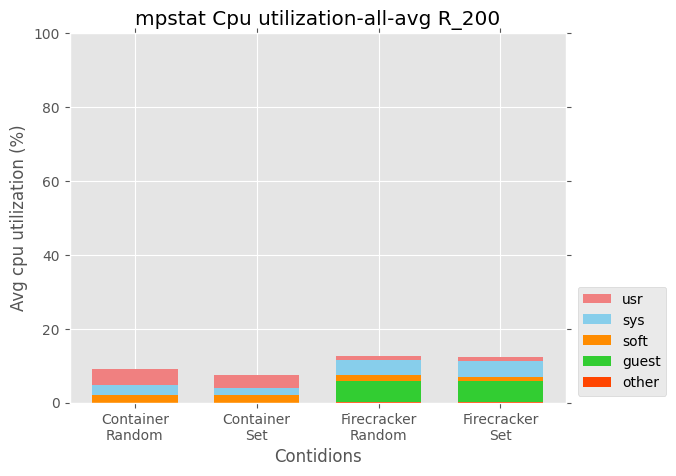 mpstat Cpu utilization-all-avg R_200
100
80
60
40
20
0
Avg cpu utilization (%)
Container
Random
Container
Set
Firecracker
Random
Firecracker
Set
Contidions
usr
sys
soft
guest
other